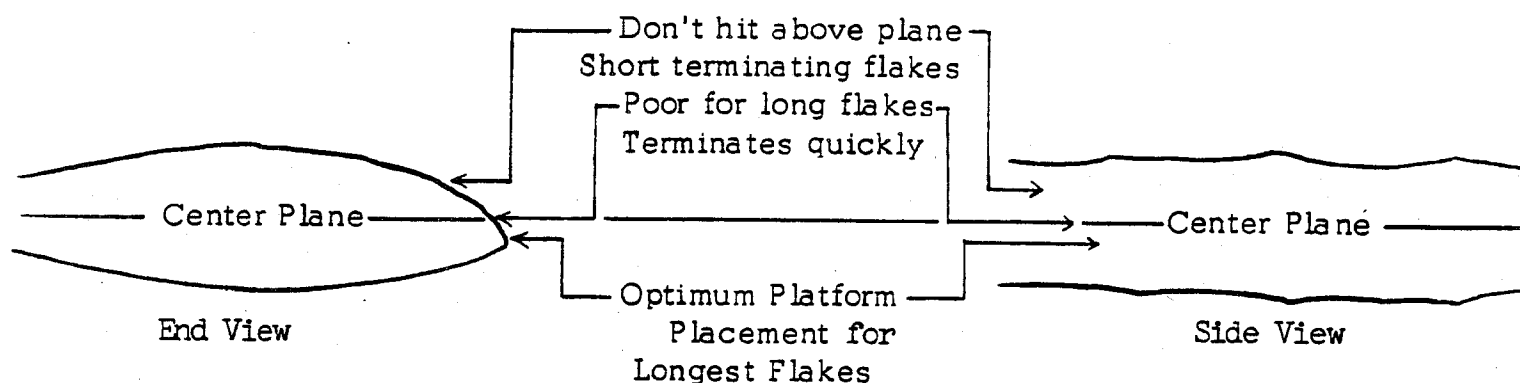 Don't hit above plane
Short terminating flakes
Poor for long flakes
Terminates quickly
Center Plane
Center Plane
Optimum Platform
Placement for
Longest Flakes
End View
Side View